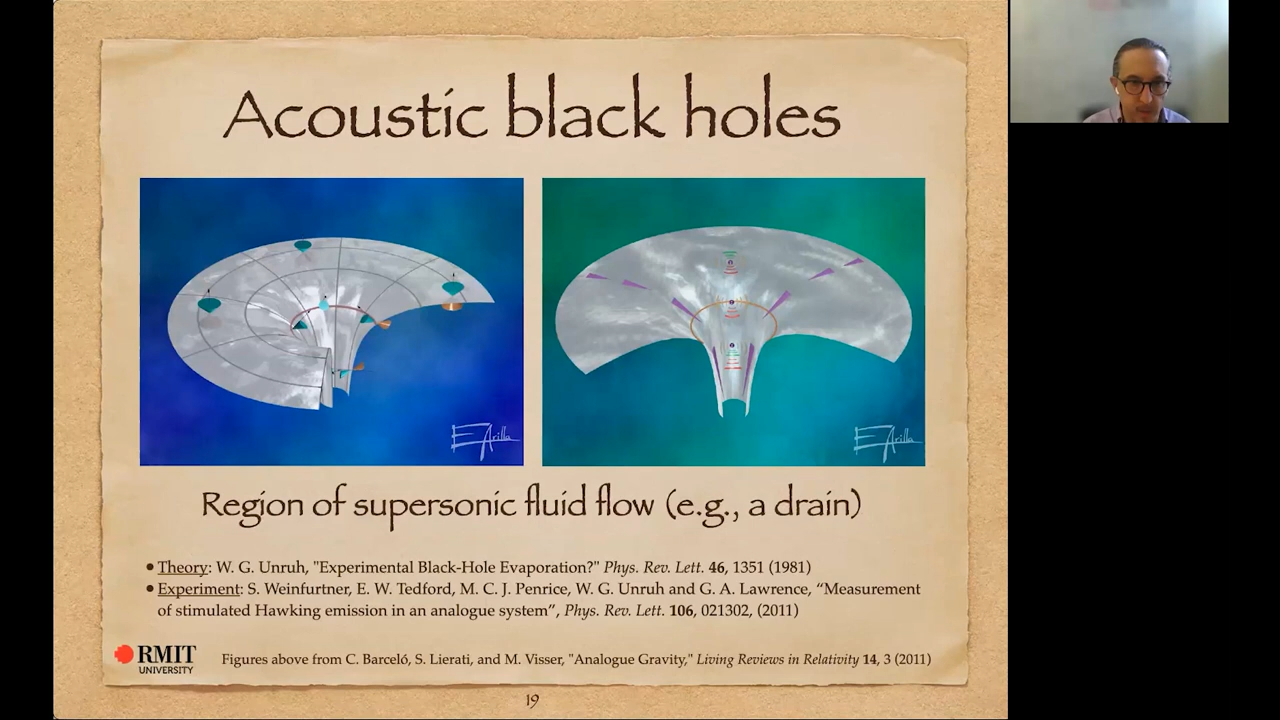 Acoustic black holes
EArilla
EArilla
Region of supersonic fluid flow (e.g., a drain)
• Theory: W. G. Unruh, "Experimental Black-Hole Evaporation?" Phys. Rev. Lett. 46, 1351 (1981)
• Experiment: S. Weinfurtner, E. W. Tedford, M. C. J. Penrice, W. G. Unruh and G. A. Lawrence, “Measurement
of stimulated Hawking emission in an analogue system”, Phys. Rev. Lett. 106, 021302, (2011)
RMIT
UNIVERSITY
Figures above from C. Barceló, S. Lierati, and M. Visser, "Analogue Gravity," Living Reviews in Relativity 14, 3 (2011)
19